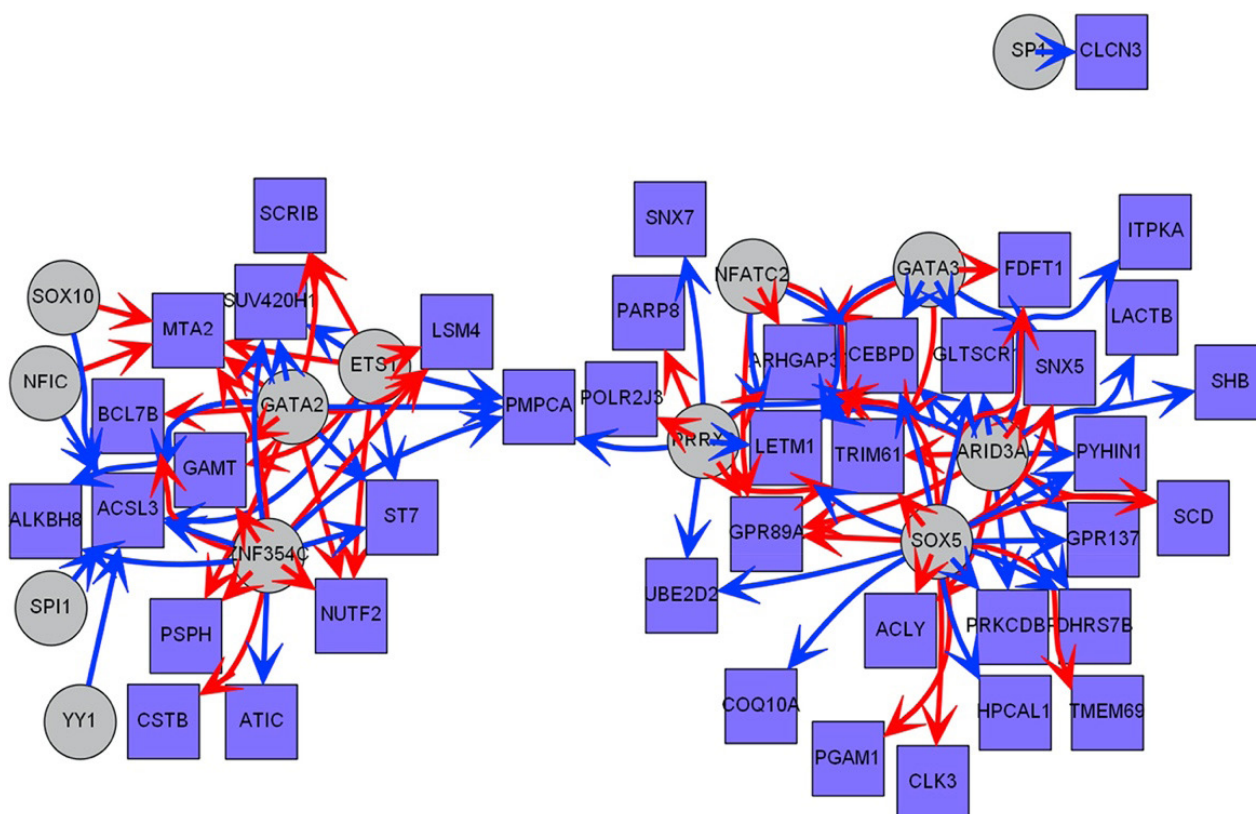 SP1
CLCN3
SCRIB
SNX7
ITPKA
NFATC2
GATA3
FDFT1
SOX10
SUV420H1
MTA2
LSM4
PARP8
LACTB
ARHGAP3
CEBPD
GLTSCR1
SNX5
ETS1
NFIC
SHB
GATA2
PMPCA
POLR2J3
BCL7B
PRRX
LETM1
TRIM61
ARID3A
PYHIN1
GAMT
ALKBH8
ACSL3
ST7
SCD
GPR89A
SOX5
GPR137
ZNF354C
UBE2D2
SPI1
NUTF2
PSPH
ACLY
PRKCDBP
DHRS7B
YY1
CSTB
ATIC
COQ10A
HPCAL1
TMEM69
PGAM1
CLK3